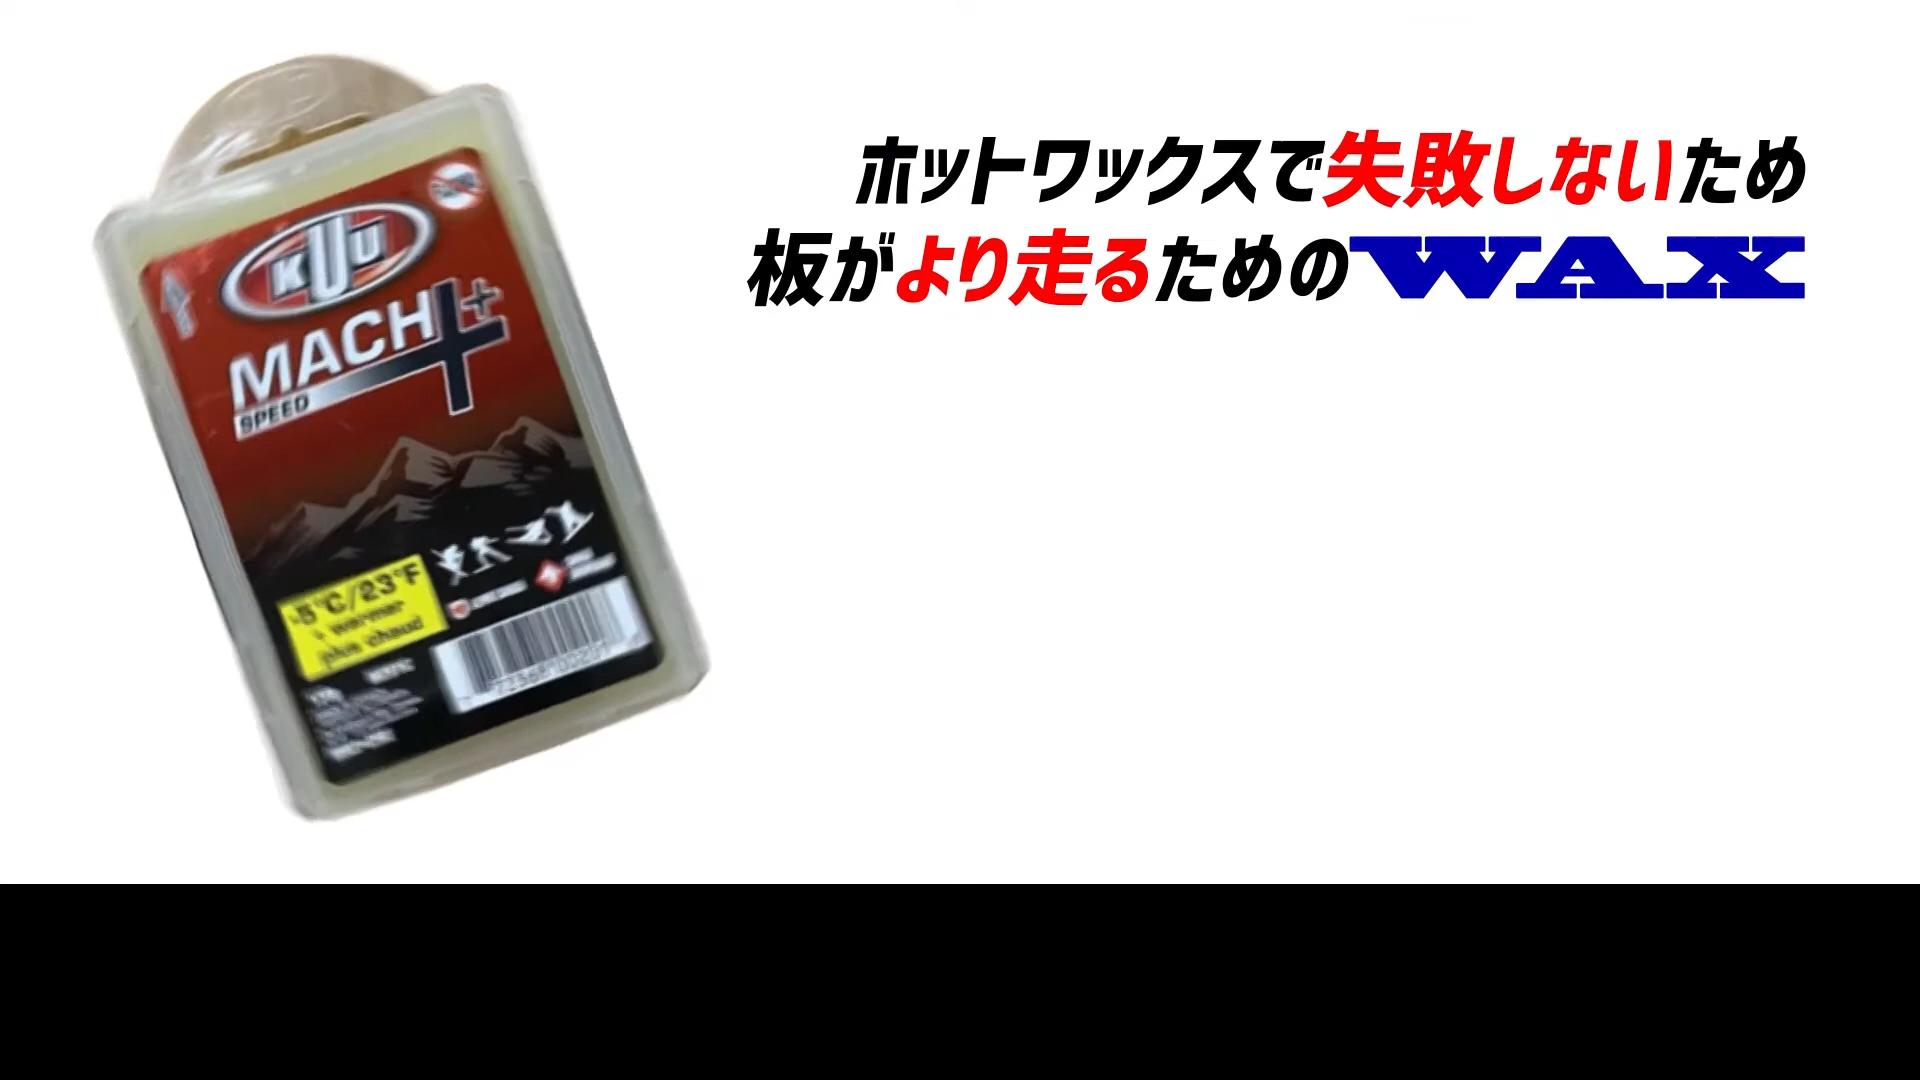 ホットワックスで失敗しないため
板がより走るためのWAX
KUU
MACH
SPEED
-5°C/23°F
+ warmer
plus chaud